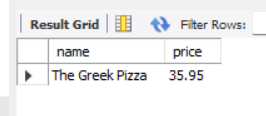 Result Grid Filter Rows:
name price
The Greek Pizza 35.95